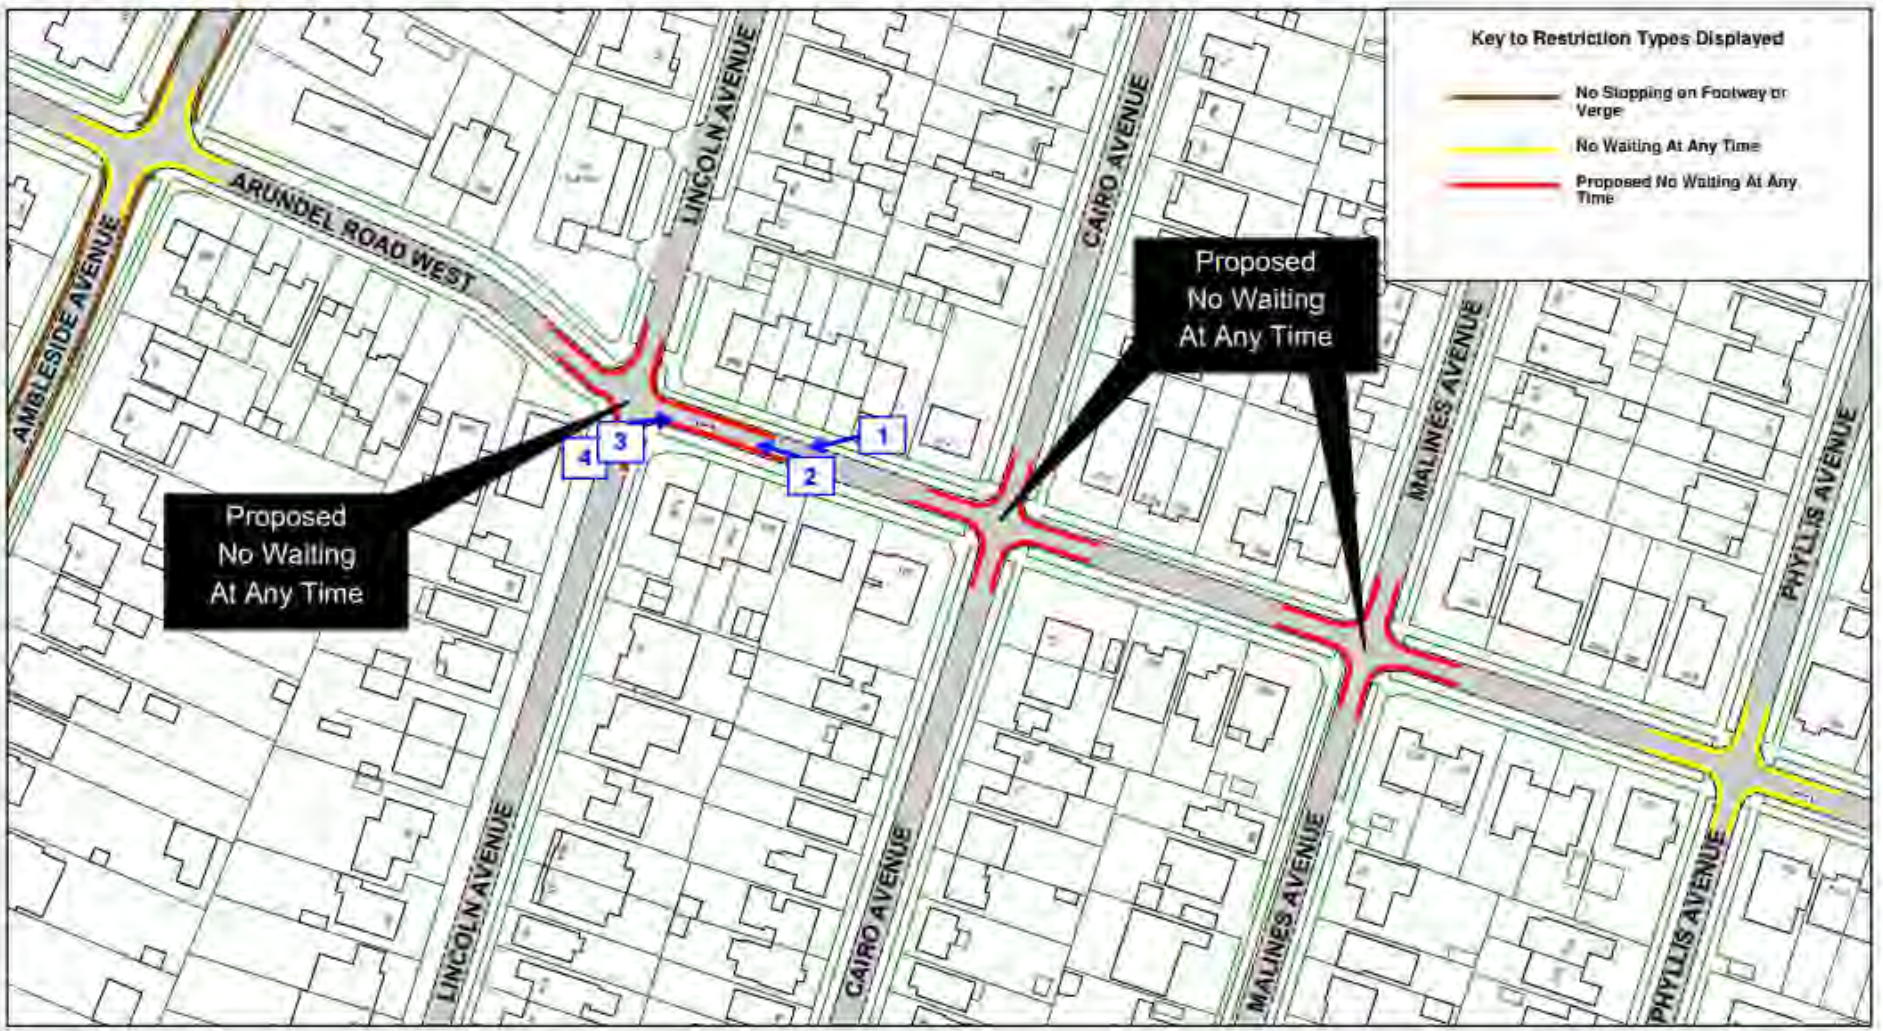 Key to Restriction Types Displayed
No Stopping on Footway or
Verge
No Waiting At Any Time
Proposed No Waiting At Any
Time
LINCOLN AVENUE
CAIRO AVENUE
ARUNDEL ROAD WEST
AMBLESIDE AVENUE
Proposed
No Waiting
At Any Time
MALINES AVENUE
PHYLLIS AVENUE
1
2
3
4
Proposed
No Waiting
At Any Time
LINCOLN AVENUE
CAIRO AVENUE
MALINES AVENUE
PHYLLIS AVENUE